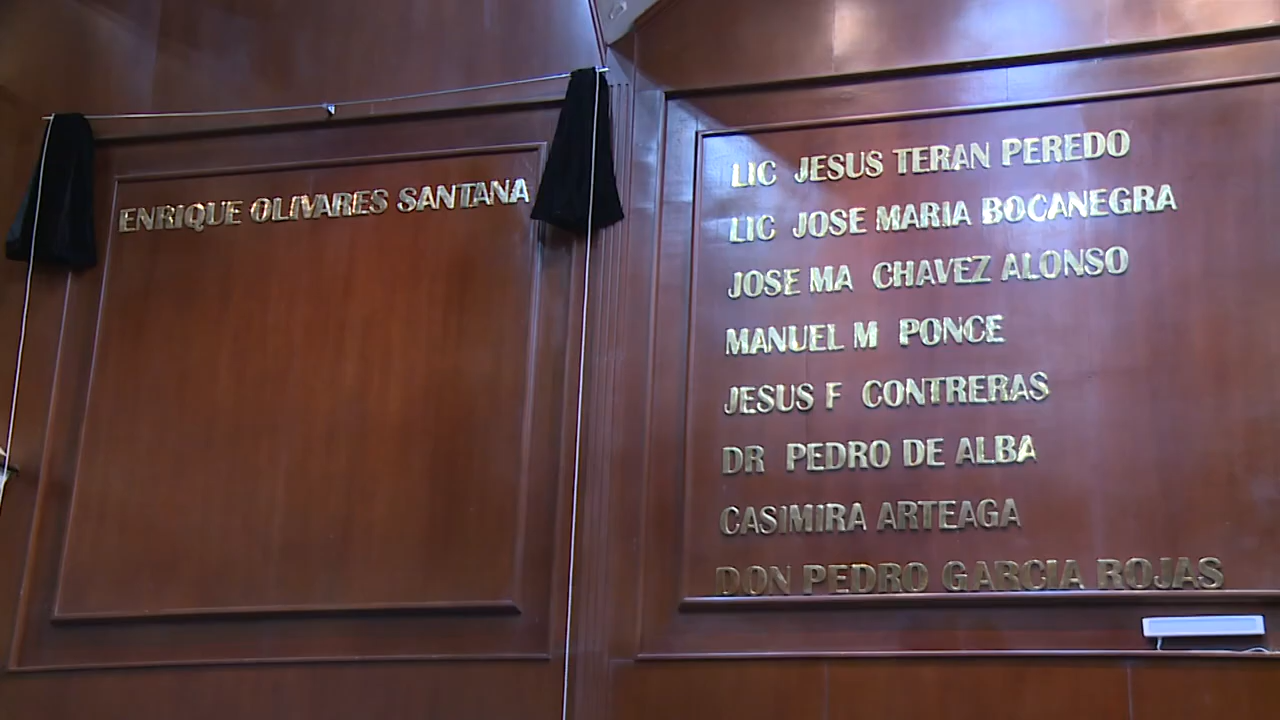 ENRIQUE OLIVARES SANTANA
LIC JESUS TERAN PEREDO
LIC JOSE MARIA BOCANEGRA
JOSE MA CHAVEZ ALONSO
MANUEL M PONCE
JESUS F CONTRERAS
DR PEDRO DE ALBA
CASIMIRA ARTEAGA
DON PEDRO GARCIA ROJAS